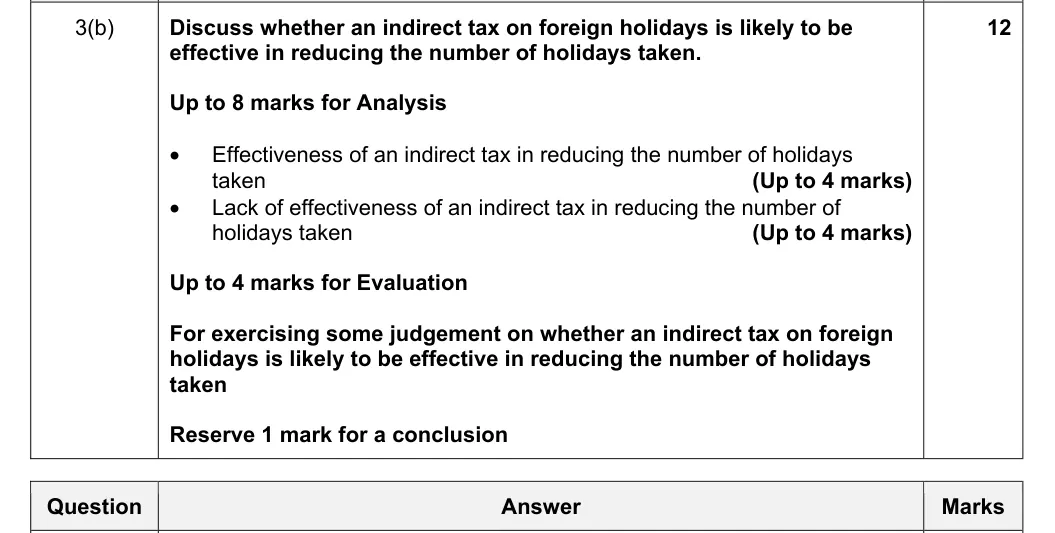 3(b) Discuss whether an indirect tax on foreign holidays is likely to be 12
effective in reducing the number of holidays taken.
Up to 8 marks for Analysis
• Effectiveness of an indirect tax in reducing the number of holidays
taken (Up to 4 marks)
• Lack of effectiveness of an indirect tax in reducing the number of
holidays taken (Up to 4 marks)
Up to 4 marks for Evaluation
For exercising some judgement on whether an indirect tax on foreign
holidays is likely to be effective in reducing the number of holidays
taken
Reserve 1 mark for a conclusion
Question Answer Marks